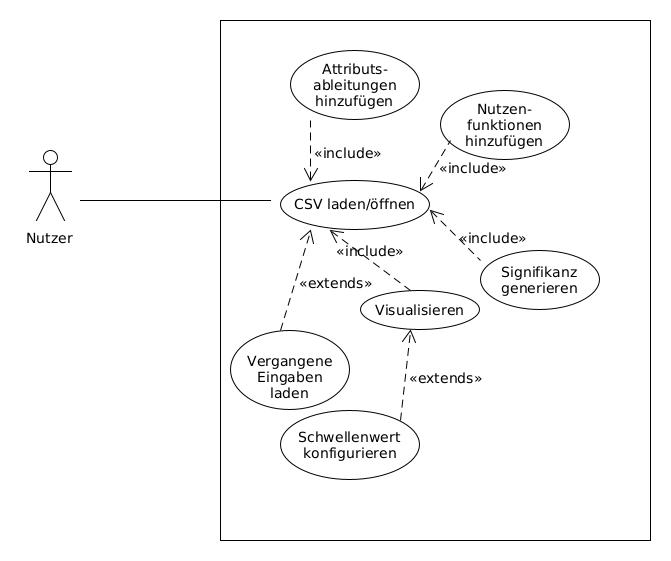 Attributs-
ableitungen
hinzufügen
Nutzen-
funktionen
hinzufügen
«include»
«include»
CSV laden/öffnen
Nutzer
«include»
«include»
Signifikanz
generieren
«extends»
Visualisieren
Vergangene
Eingaben
laden
«extends»
Schwellenwert
konfigurieren